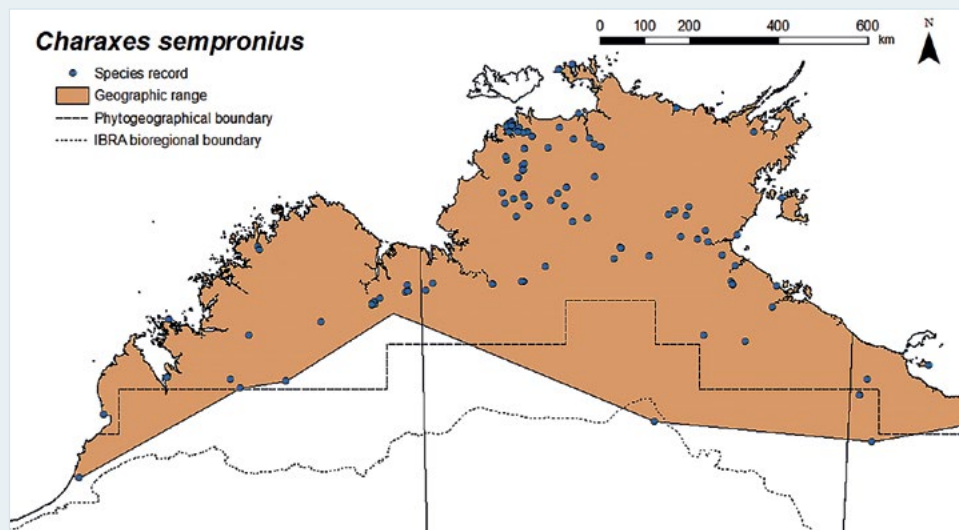 Charaxes sempronius
Species record
Geographic range
Phytogeographical boundary
IBRA bioregional boundary
0 100 200 400 600
km
N